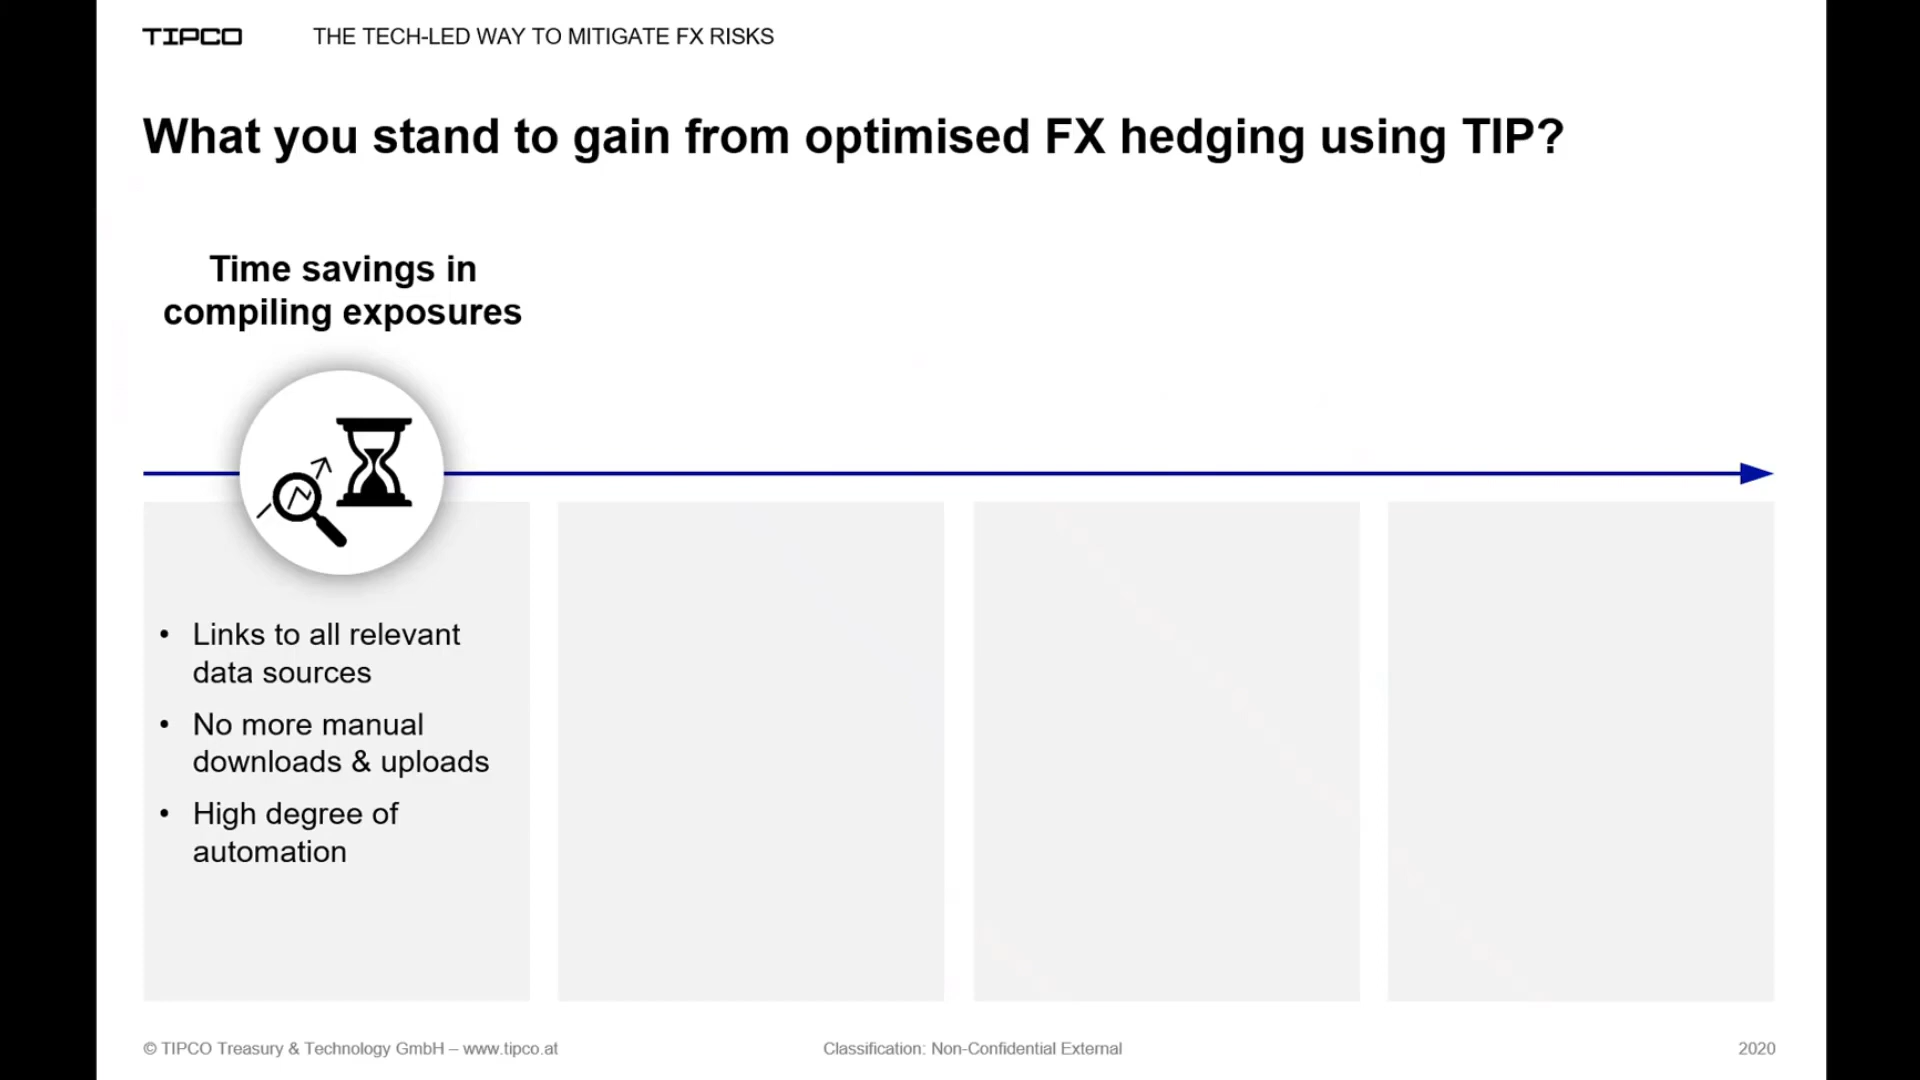 TIPCO
THE TECH-LED WAY TO MITIGATE FX RISKS
What you stand to gain from optimised FX hedging using TIP?
Time savings in
compiling exposures
• Links to all relevant
data sources
• No more manual
downloads & uploads
• High degree of
automation
© TIPCO Treasury & Technology GmbH – www.tipco.at
Classification: Non-Confidential External
2020